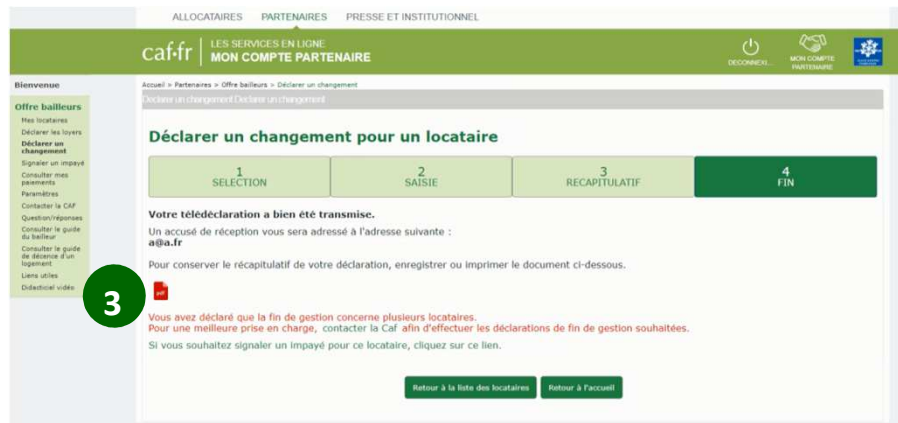 ALLOCATAIRES PARTENAIRES PRESSE ET INSTITUTIONNEL
caf.fr LES SERVICES EN LIGNE
MON COMPTE PARTENAIRE
DECONNEXI...
MON COMPTE
PARTENAIRE
Bienvenue
Accueil > Partenaires > Offre bailleurs > Déclarer un changement
Declarer un changement Declarer un changement
Offre bailleurs
Mes locataires
Déclarer les loyers
Déclarer un
changement
Signaler un impayé
Consulter mes
paiements
Paramètres
Contacter la CAF
Question/réponses
Consulter le guide
du bailleur
Consulter le guide
de décence d'un
logement
Liens utiles
Didacticiel vidéo
Déclarer un changement pour un locataire
1
SELECTION
2
SAISIE
3
RECAPITULATIF
4
FIN
Votre télédéclaration a bien été transmise.
Un accusé de réception vous sera adressé à l'adresse suivante :
a@a.fr
Pour conserver le récapitulatif de votre déclaration, enregistrer ou imprimer le document ci-dessous.
3
pdf
Vous avez déclaré que la fin de gestion concerne plusieurs locataires.
Pour une meilleure prise en charge, contacter la Caf afin d'effectuer les déclarations de fin de gestion souhaitées.
Si vous souhaitez signaler un impayé pour ce locataire, cliquez sur ce lien.
Retour à la liste des locataires Retour à l'accueil